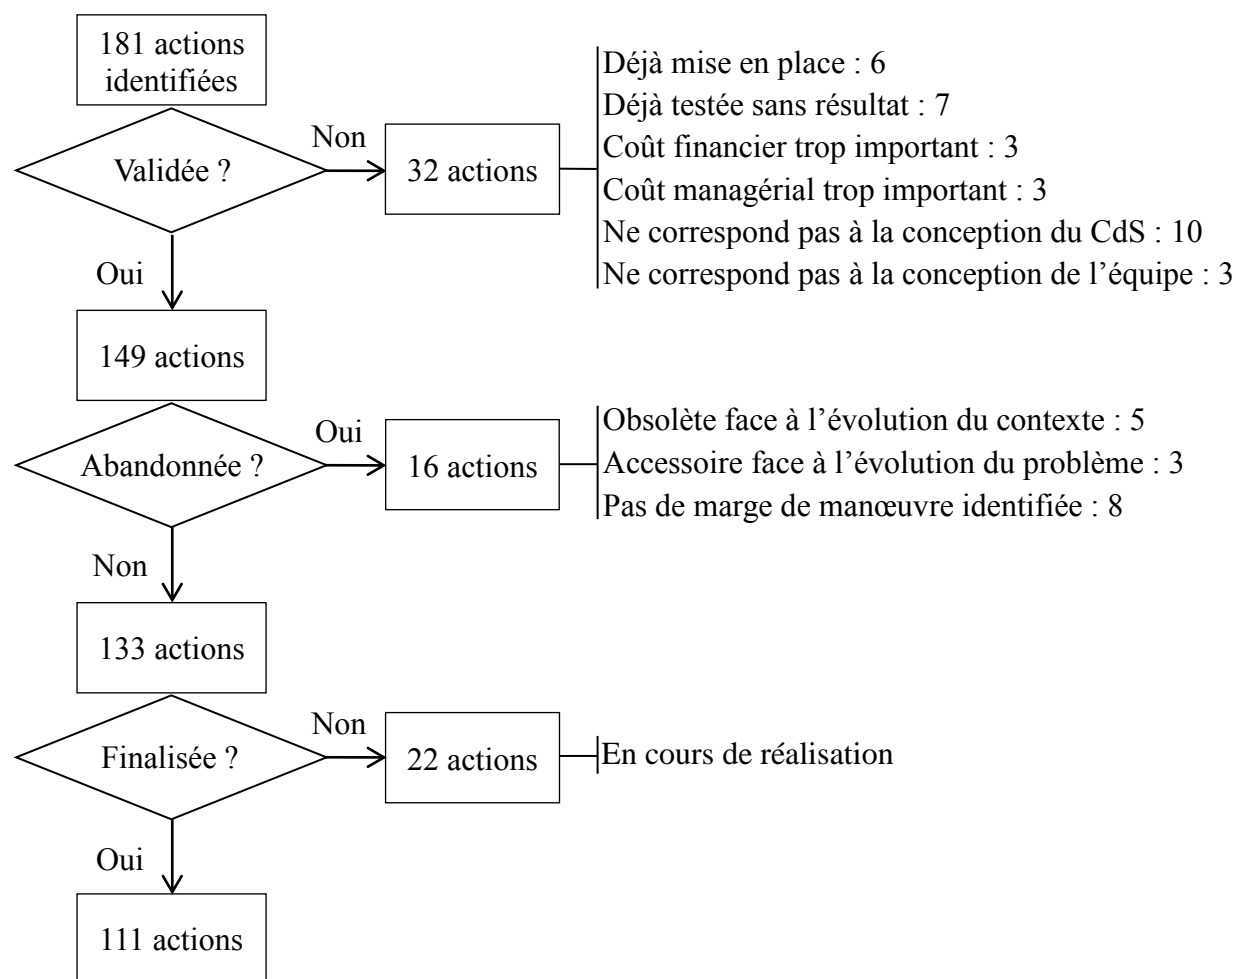 181 actions
identifiées
Validée ?
Non
32 actions
Déjà mise en place : 6
Déjà testée sans résultat : 7
Coût financier trop important : 3
Coût managérial trop important : 3
Ne correspond pas à la conception du CdS : 10
Ne correspond pas à la conception de l’équipe : 3
Oui
149 actions
Abandonnée ?
Oui
16 actions
Obsolète face à l’évolution du contexte : 5
Accessoire face à l’évolution du problème : 3
Pas de marge de manœuvre identifiée : 8
Non
133 actions
Finalisée ?
Non
22 actions
En cours de réalisation
Oui
111 actions